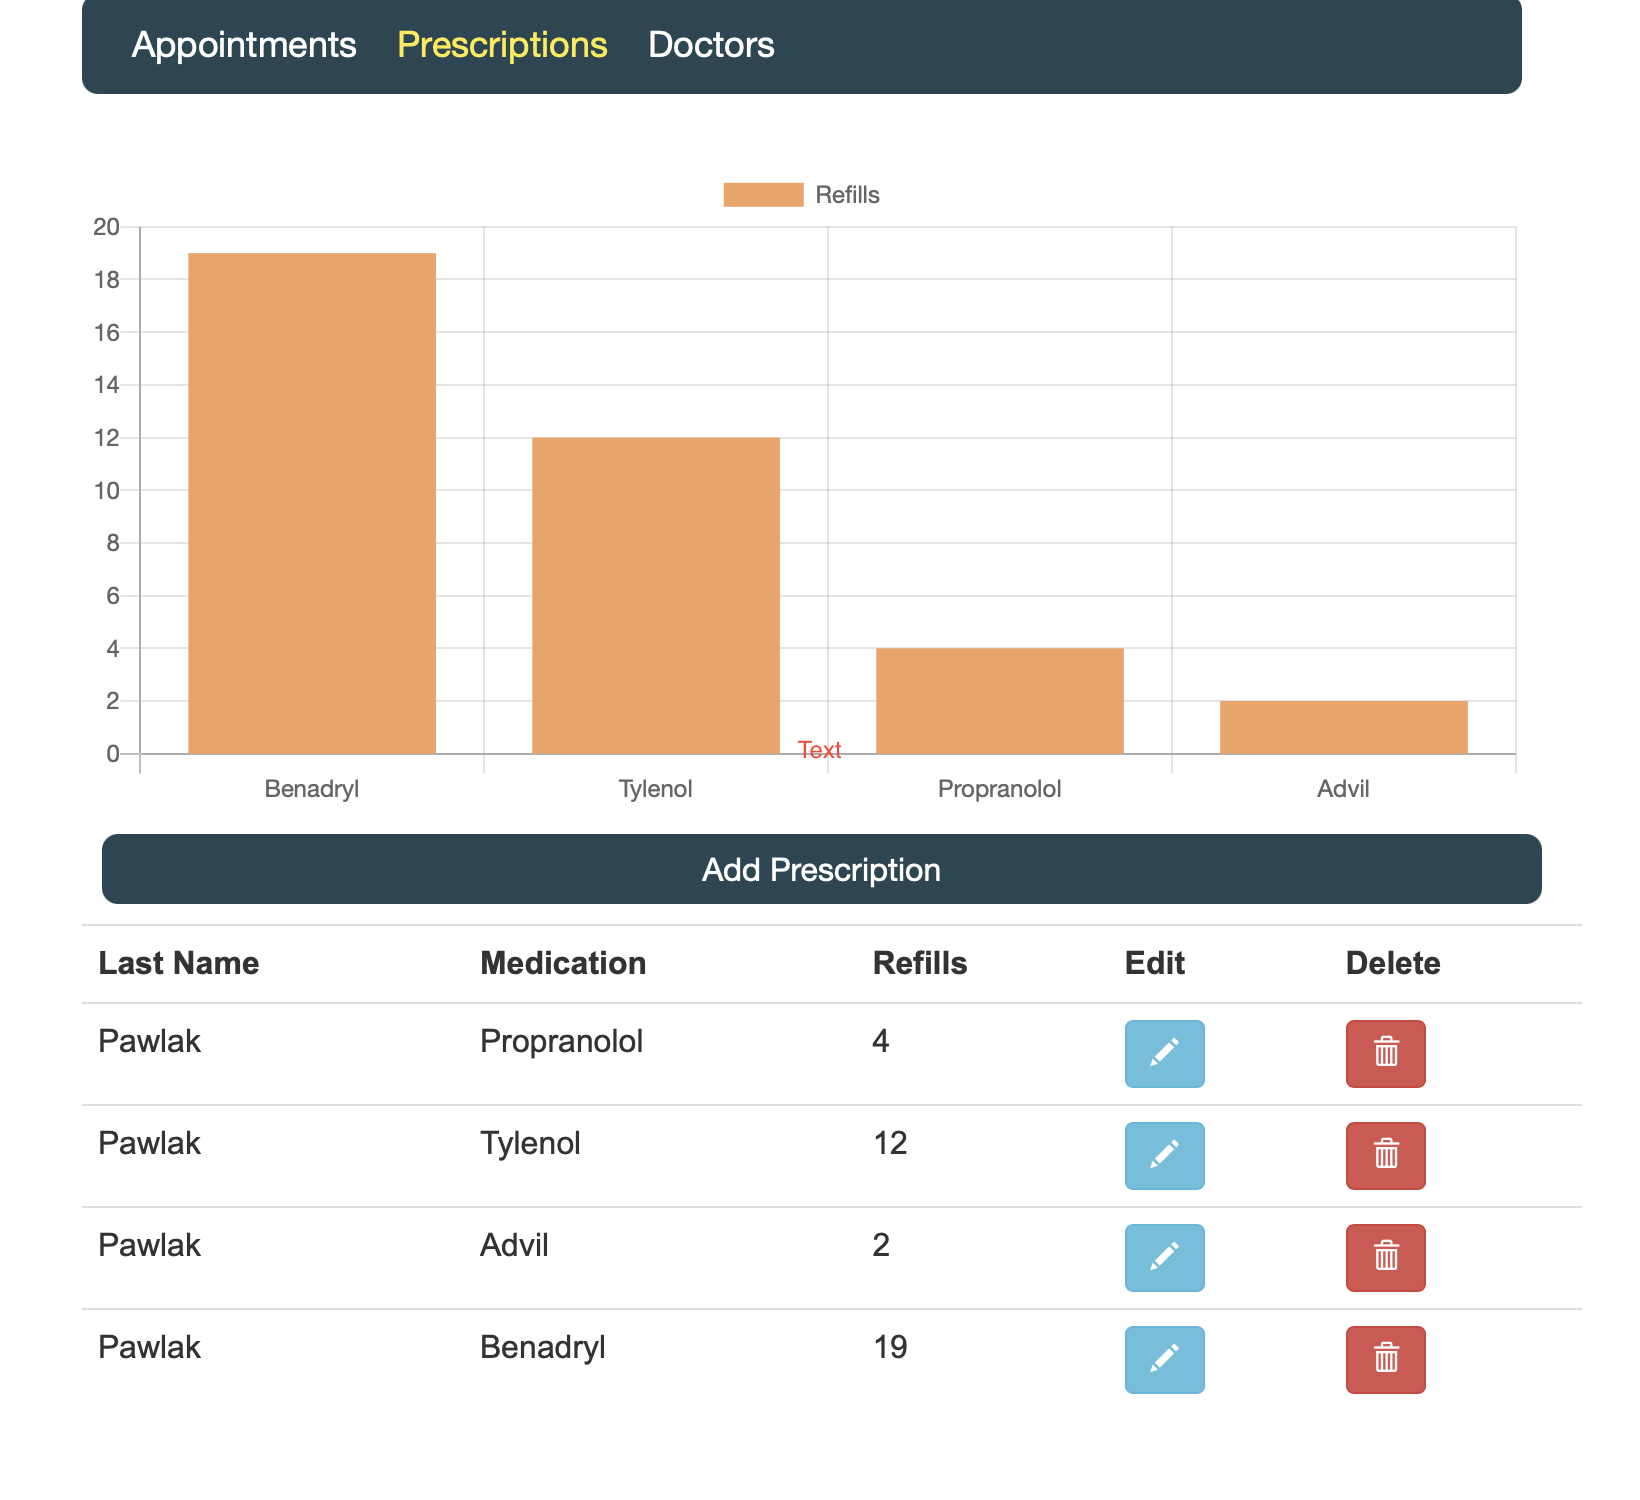 Appointments Prescriptions Doctors
Refills
20
18
16
14
12
10
8
6
4
2
0
Text
Benadryl Tylenol Propranolol Advil
Add Prescription
Last Name Medication Refills Edit Delete
Pawlak Propranolol 4
Pawlak Tylenol 12
Pawlak Advil 2
Pawlak Benadryl 19